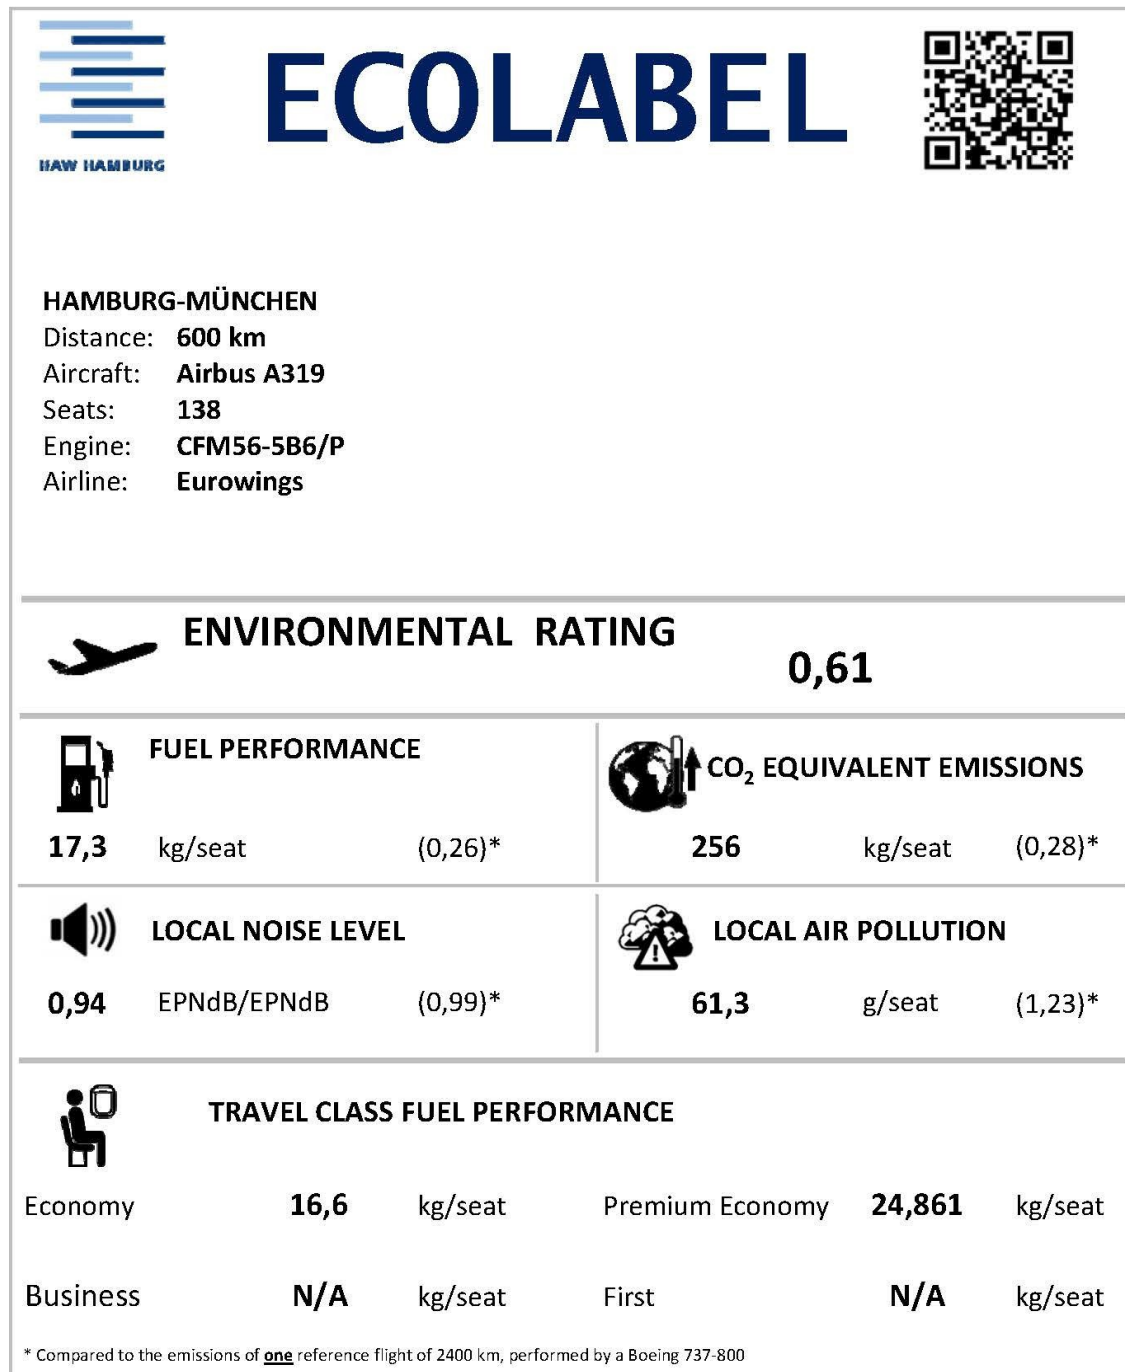 HAW HAMBURG
ECOLABEL
HAMBURG-MÜNCHEN
Distance: 600 km
Aircraft: Airbus A319
Seats: 138
Engine: CFM56-5B6/P
Airline: Eurowings
ENVIRONMENTAL RATING
0,61
FUEL PERFORMANCE
17,3 kg/seat (0,26)*
CO₂ EQUIVALENT EMISSIONS
256 kg/seat (0,28)*
LOCAL NOISE LEVEL
0,94 EPNdB/EPNdB (0,99)*
LOCAL AIR POLLUTION
61,3 g/seat (1,23)*
TRAVEL CLASS FUEL PERFORMANCE
Economy 16,6 kg/seat Premium Economy 24,861 kg/seat
Business N/A kg/seat First N/A kg/seat
* Compared to the emissions of one reference flight of 2400 km, performed by a Boeing 737-800